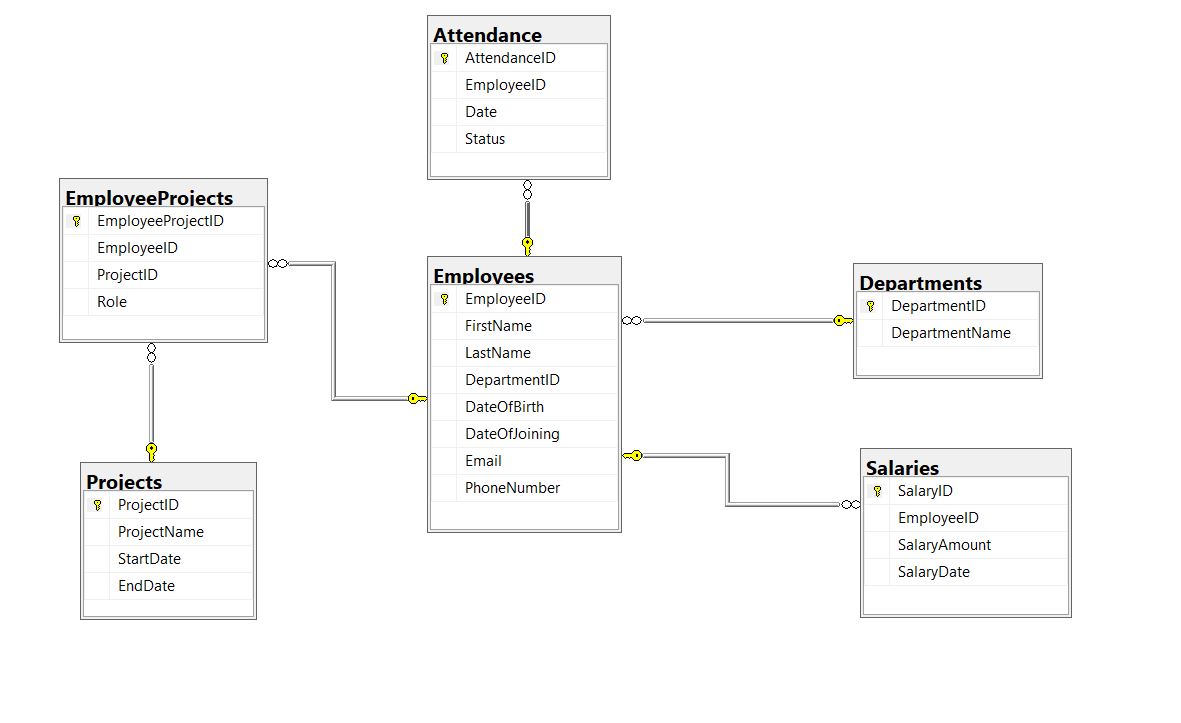 Attendance
AttendanceID
EmployeeID
Date
Status
EmployeeProjects
EmployeeProjectID
EmployeeID
ProjectID
Role
Employees
EmployeeID
FirstName
LastName
DepartmentID
DateOfBirth
DateOfJoining
Email
PhoneNumber
Departments
DepartmentID
DepartmentName
Projects
ProjectID
ProjectName
StartDate
EndDate
Salaries
SalaryID
EmployeeID
SalaryAmount
SalaryDate